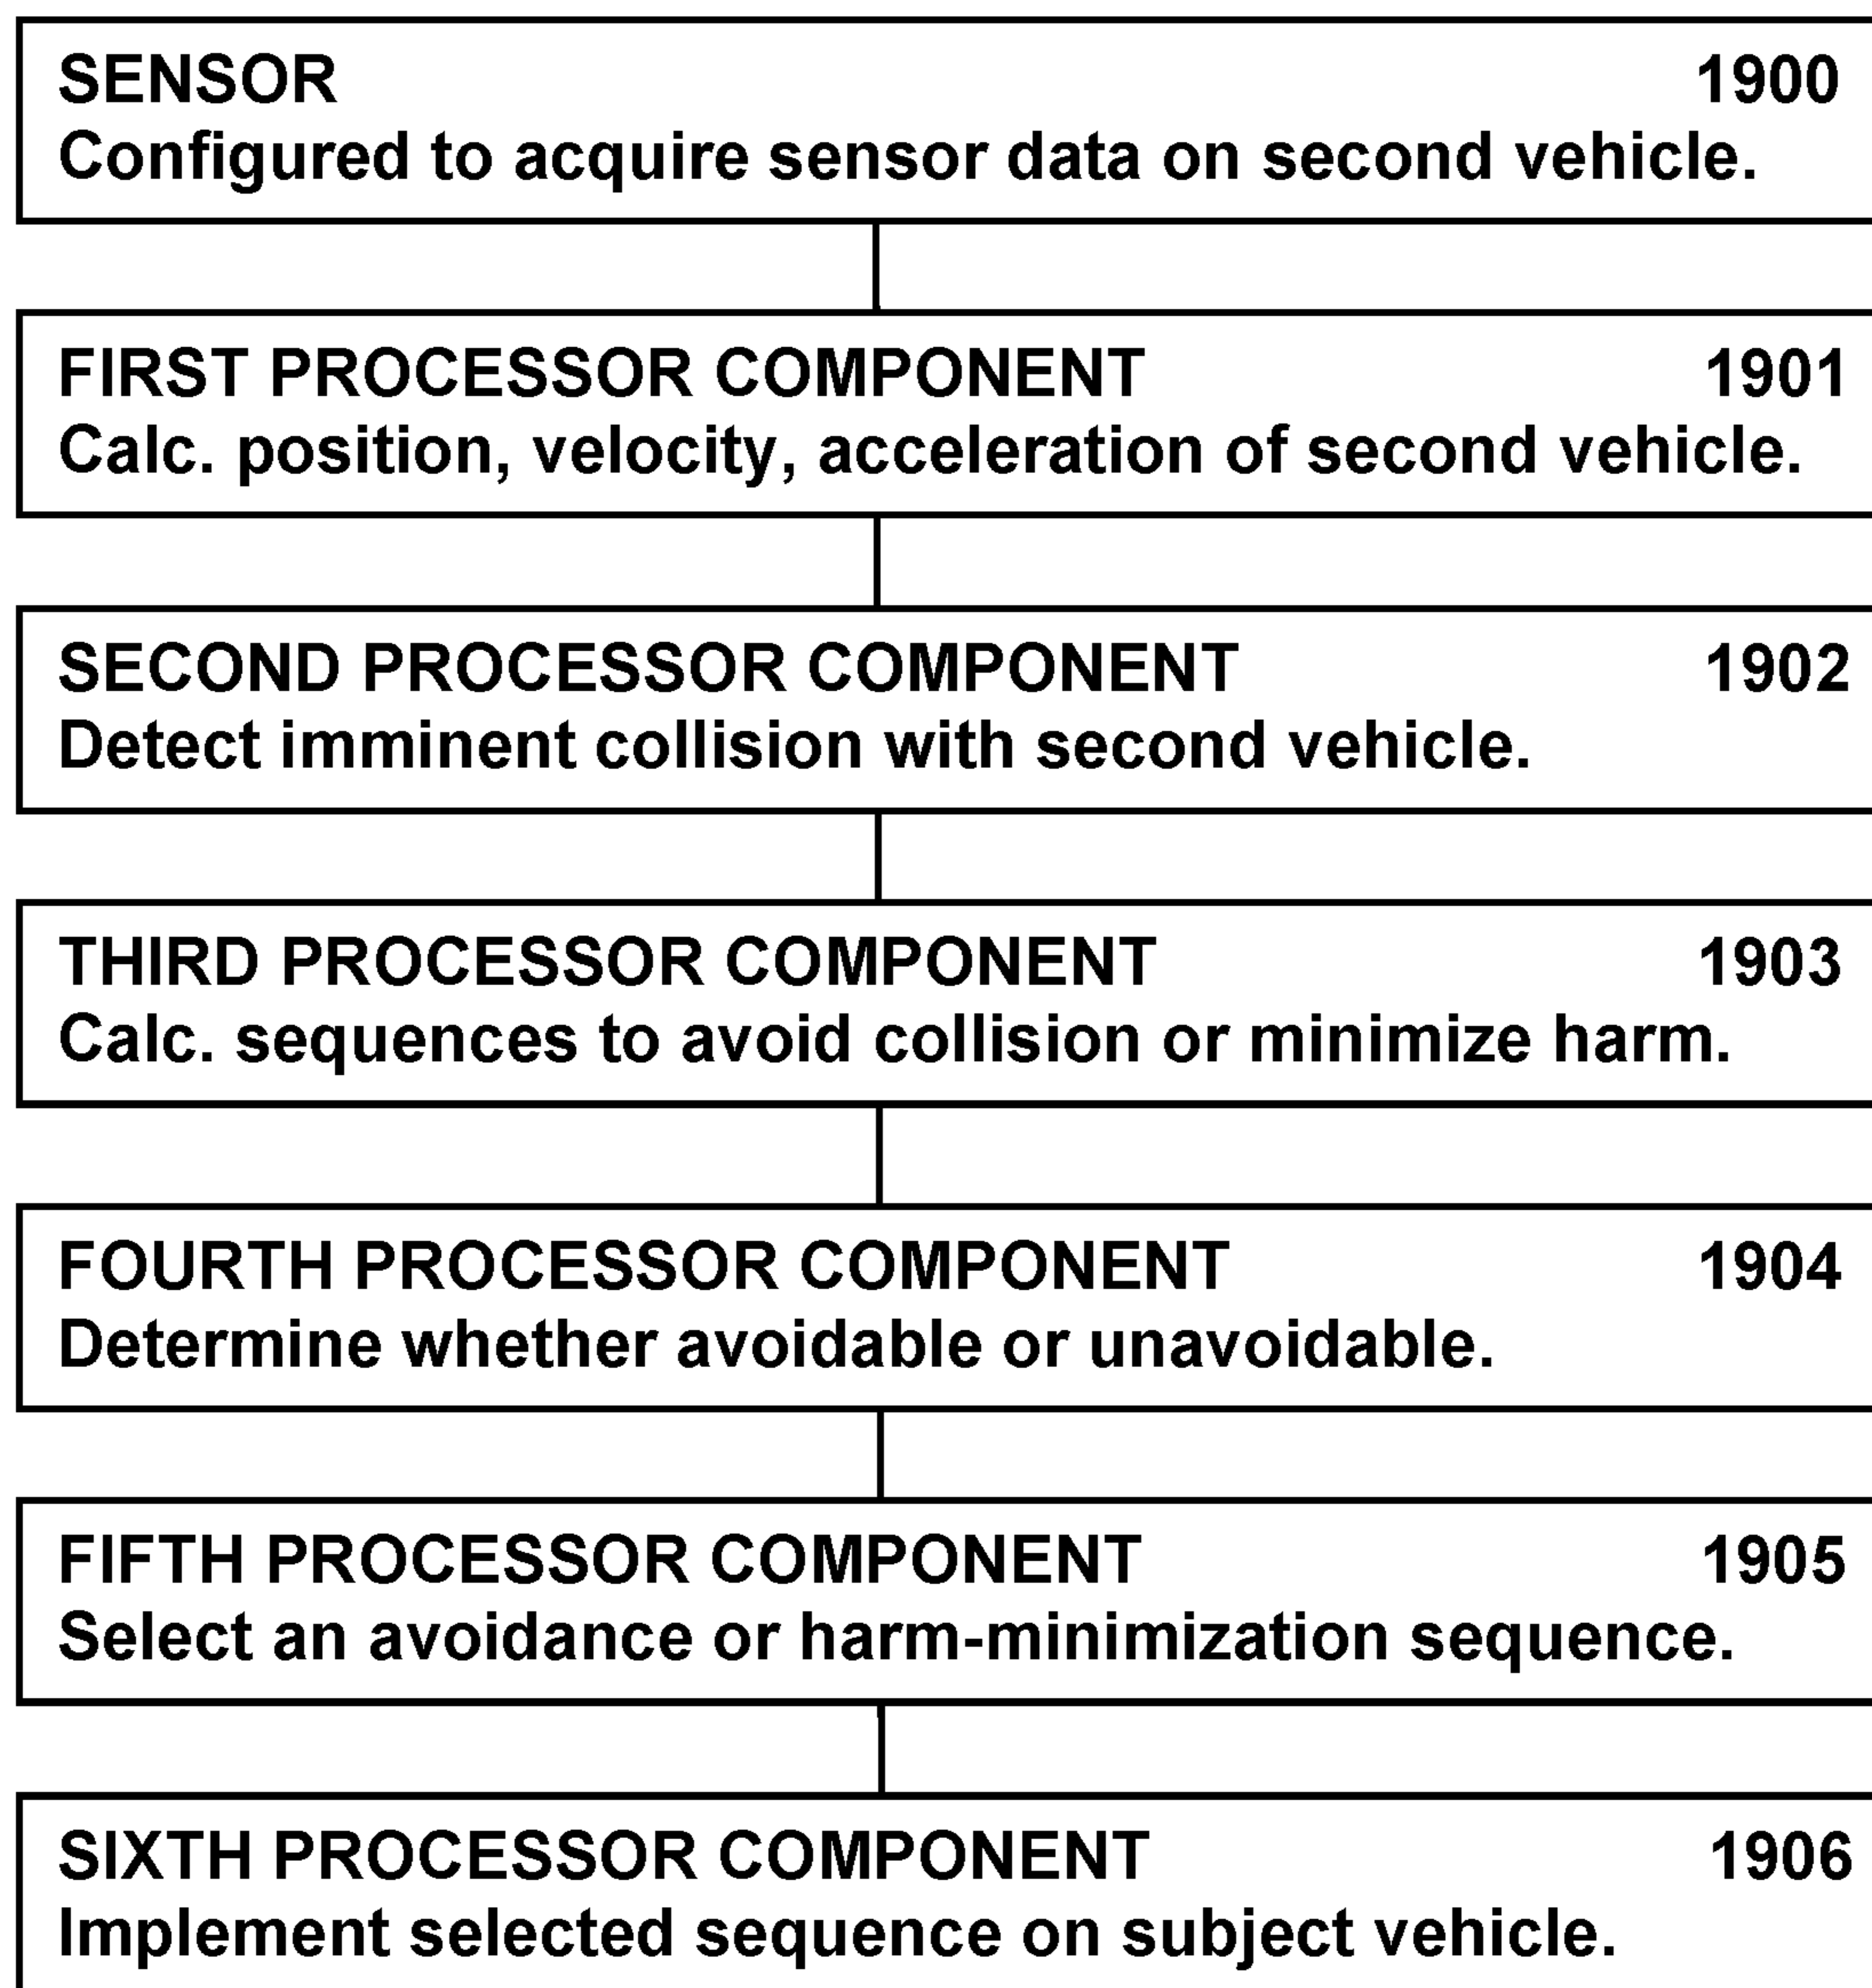 SENSOR 1900
Configured to acquire sensor data on second vehicle.
FIRST PROCESSOR COMPONENT 1901
Calc. position, velocity, acceleration of second vehicle.
SECOND PROCESSOR COMPONENT 1902
Detect imminent collision with second vehicle.
THIRD PROCESSOR COMPONENT 1903
Calc. sequences to avoid collision or minimize harm.
FOURTH PROCESSOR COMPONENT 1904
Determine whether avoidable or unavoidable.
FIFTH PROCESSOR COMPONENT 1905
Select an avoidance or harm-minimization sequence.
SIXTH PROCESSOR COMPONENT 1906
Implement selected sequence on subject vehicle.